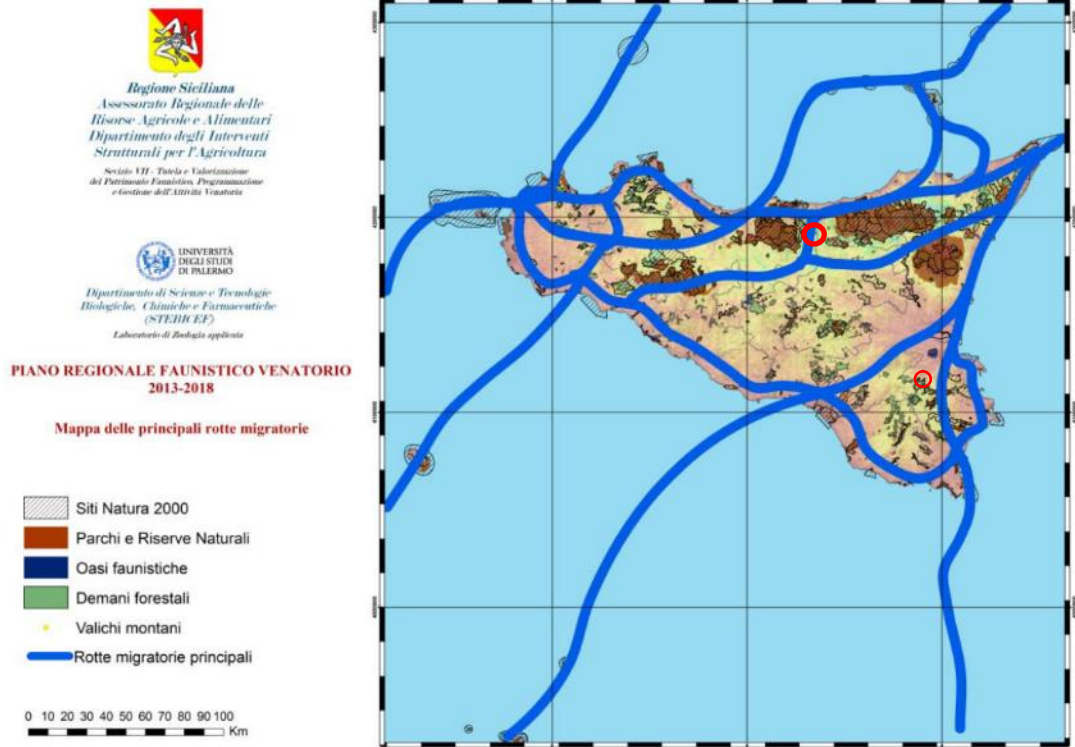 Regione Siciliana
Assessorato Regionale delle
Risorse Agricole e Alimentari
Dipartimento degli Interventi
Strutturali per l'Agricoltura
Sevizio VII - Tutela e Valorizzazione
del Patrimonio Faunistico, Programmazione
e Gestione dell'Attività Venatoria
UNIVERSITÀ
DEGLI STUDI
DI PALERMO
Dipartimento di Scienze e Tecnologie
Biologiche, Chimiche e Farmaceutiche
(STEBICEF)
Laboratorio di Zoologia applicata
PIANO REGIONALE FAUNISTICO VENATORIO
2013-2018
Mappa delle principali rotte migratorie
Siti Natura 2000
Parchi e Riserve Naturali
Oasi faunistiche
Demani forestali
Valichi montani
Rotte migratorie principali
0 10 20 30 40 50 60 70 80 90 100
Km